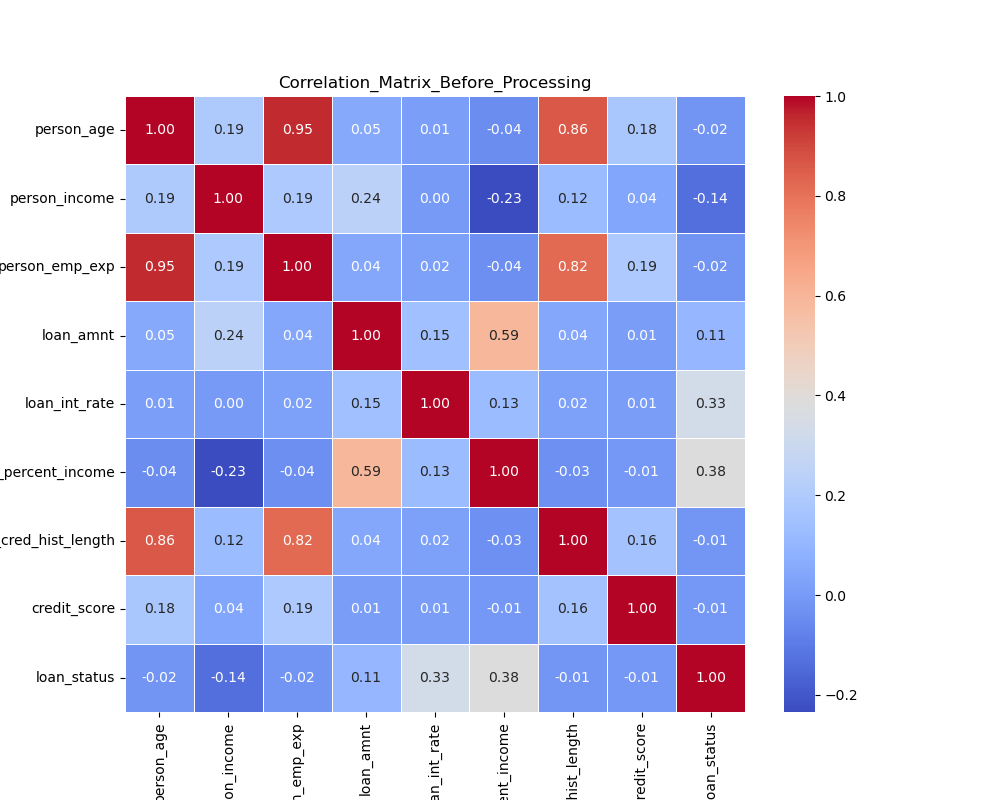 Correlation_Matrix_Before_Processing
person_age 1.00 0.19 0.95 0.05 0.01 -0.04 0.86 0.18 -0.02
person_income 0.19 1.00 0.19 0.24 0.00 -0.23 0.12 0.04 -0.14
person_emp_exp 0.95 0.19 1.00 0.04 0.02 -0.04 0.82 0.19 -0.02
loan_amnt 0.05 0.24 0.04 1.00 0.15 0.59 0.04 0.01 0.11
loan_int_rate 0.01 0.00 0.02 0.15 1.00 0.13 0.02 0.01 0.33
_percent_income -0.04 -0.23 -0.04 0.59 0.13 1.00 -0.03 -0.01 0.38
cred_hist_length 0.86 0.12 0.82 0.04 0.02 -0.03 1.00 0.16 -0.01
credit_score 0.18 0.04 0.19 0.01 0.01 -0.01 0.16 1.00 -0.01
loan_status -0.02 -0.14 -0.02 0.11 0.33 0.38 -0.01 -0.01 1.00
person_age
on_income
n_emp_exp
loan_amnt
an_int_rate
ent_income
hist_length
redit_score
oan_status
1.0
0.8
0.6
0.4
0.2
0.0
−0.2